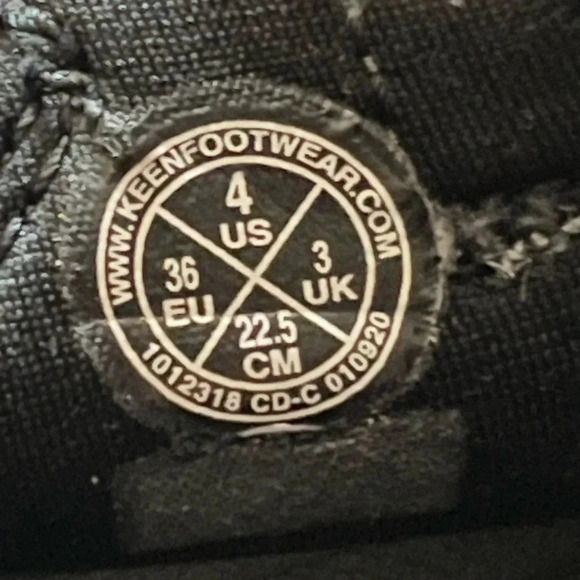 WWW.KEENFOOTWEAR.COM
4
US
36
EU
3
UK
22.5
CM
1012318 CD-C 010920